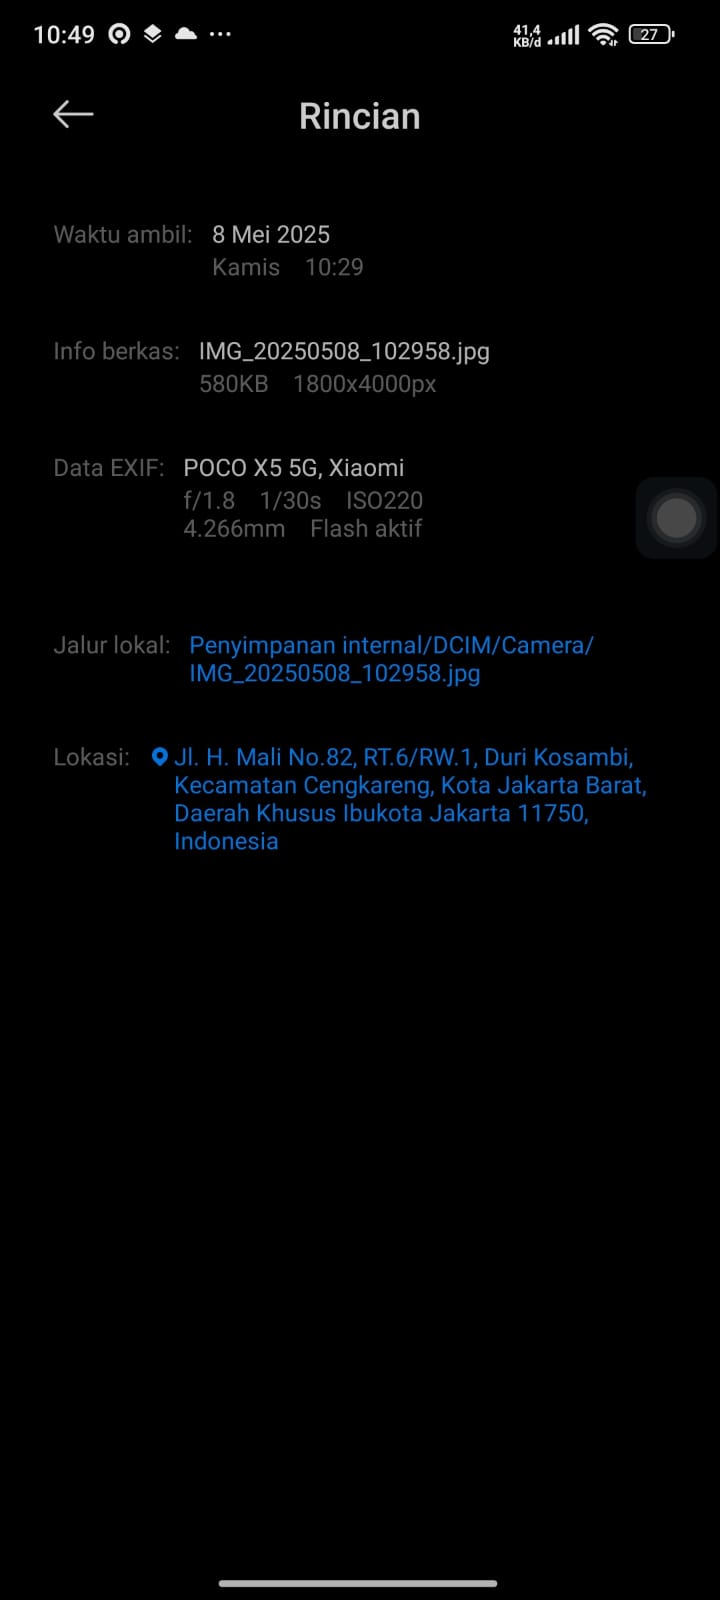 10:49 ... 41,4 KB/d 27
Rincian
Waktu ambil: 8 Mei 2025
Kamis 10:29
Info berkas: IMG_20250508_102958.jpg
580KB 1800x4000px
Data EXIF: POCO X5 5G, Xiaomi
f/1.8 1/30s ISO220
4.266mm Flash aktif
Jalur lokal: Penyimpanan internal/DCIM/Camera/
IMG_20250508_102958.jpg
Lokasi: Jl. H. Mali No.82, RT.6/RW.1, Duri Kosambi,
Kecamatan Cengkareng, Kota Jakarta Barat,
Daerah Khusus Ibukota Jakarta 11750,
Indonesia